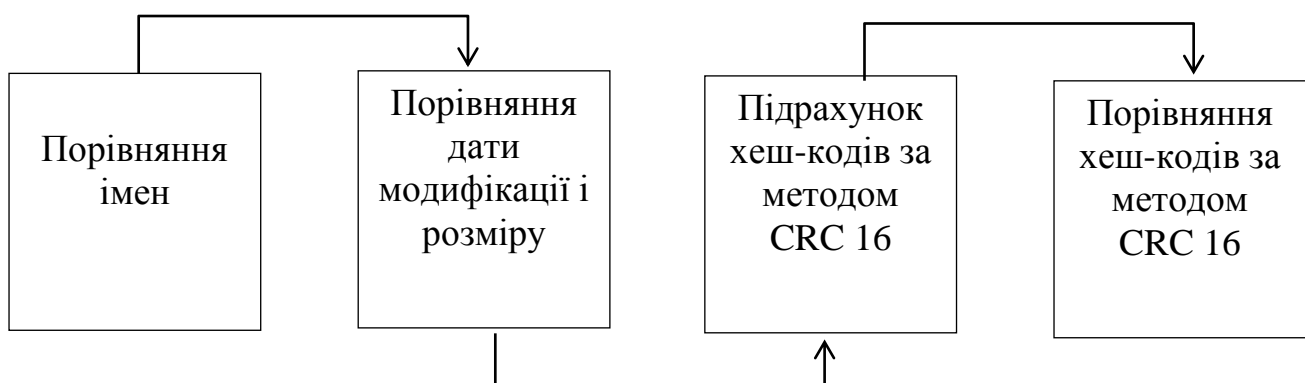 Порівняння
імен
Порівняння
дати
модифікації і
розміру
Підрахунок
хеш-кодів за
методом
CRC 16
Порівняння
хеш-кодів за
методом
CRC 16